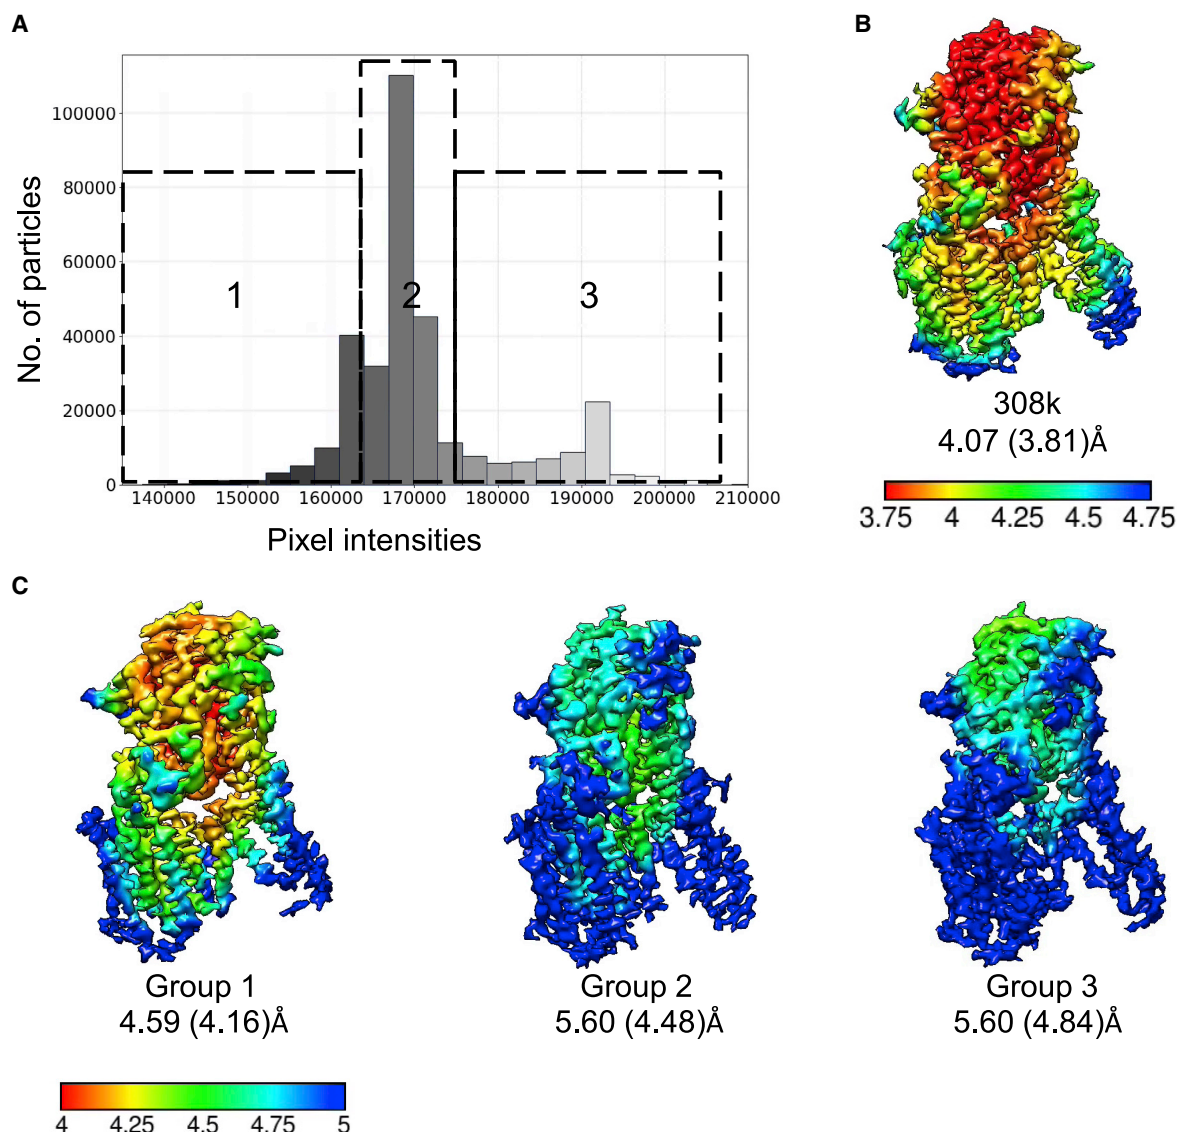 A
No. of particles
100000
80000
60000
40000
20000
0
1
2
3
140000 150000 160000 170000 180000 190000 200000 210000
Pixel intensities
B
308k
4.07 (3.81)Å
3.75 4 4.25 4.5 4.75
C
Group 1
4.59 (4.16)Å
Group 2
5.60 (4.48)Å
Group 3
5.60 (4.84)Å
4 4.25 4.5 4.75 5